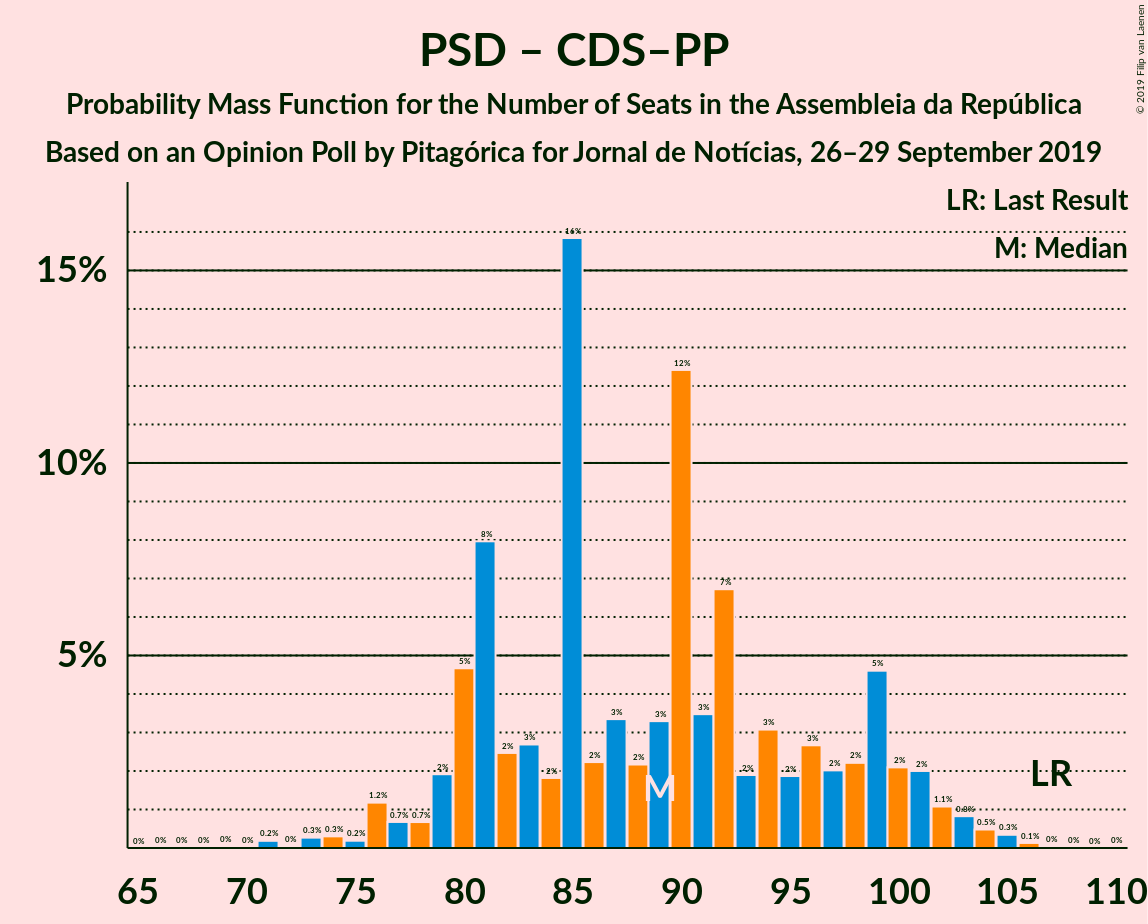 PSD – CDS–PP
Probability Mass Function for the Number of Seats in the Assembleia da República
Based on an Opinion Poll by Pitagórica for Jornal de Notícias, 26–29 September 2019
© 2019 Filip van Laenen
LR: Last Result
M: Median
15%
10%
5%
0% 0% 0% 0% 0% 0% 0.2% 0% 0.3% 0.3% 0.2% 1.2% 0.7% 0.7% 2% 5% 8% 2% 3% 2% 16% 2% 3% 2% 3% 12% 3% 7% 2% 3% 2% 3% 2% 2% 5% 2% 2% 1.1% 0.8% 0.5% 0.3% 0.1% 0% 0% 0% 0%
M
LR
65 70 75 80 85 90 95 100 105 110